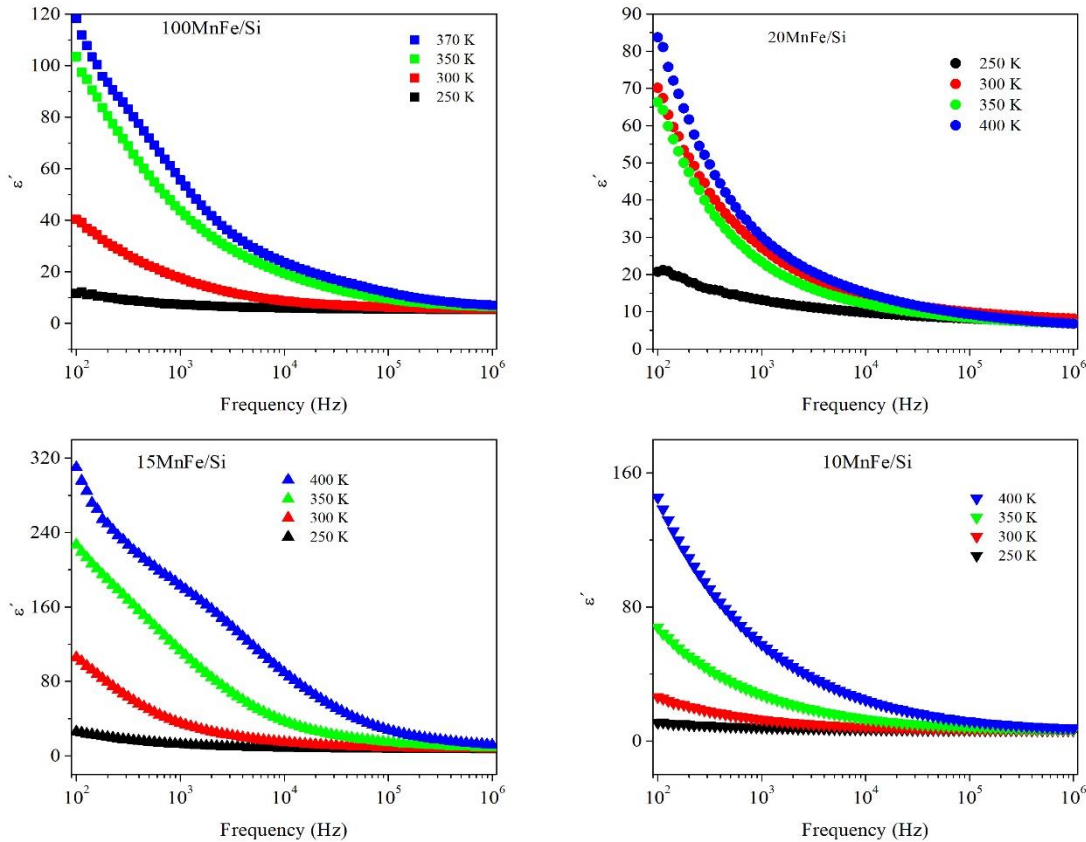 100MnFe/Si
370 K
350 K
300 K
250 K
120
100
80
60
40
20
0
ε´
10² 10³ 10⁴ 10⁵ 10⁶
Frequency (Hz)
20MnFe/Si
250 K
300 K
350 K
400 K
90
80
70
60
50
40
30
20
10
0
ε´
10² 10³ 10⁴ 10⁵ 10⁶
Frequency (Hz)
15MnFe/Si
400 K
350 K
300 K
250 K
320
240
160
80
0
ε´
10² 10³ 10⁴ 10⁵ 10⁶
Frequency (Hz)
10MnFe/Si
400 K
350 K
300 K
250 K
160
80
0
ε´
10² 10³ 10⁴ 10⁵ 10⁶
Frequency (Hz)